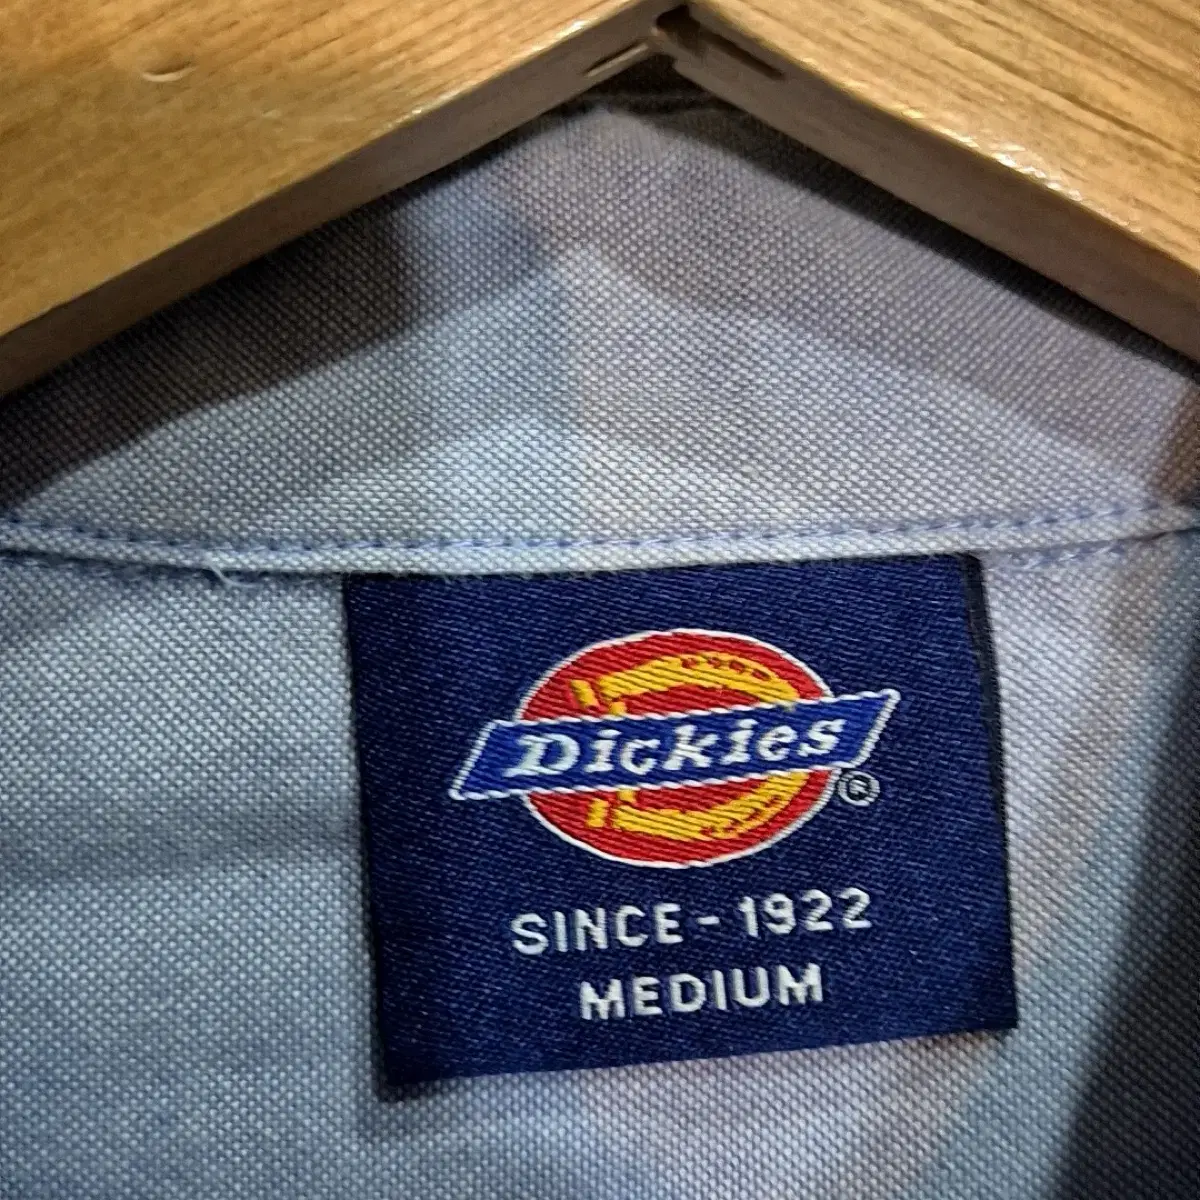 Dickies
®
SINCE - 1922
MEDIUM